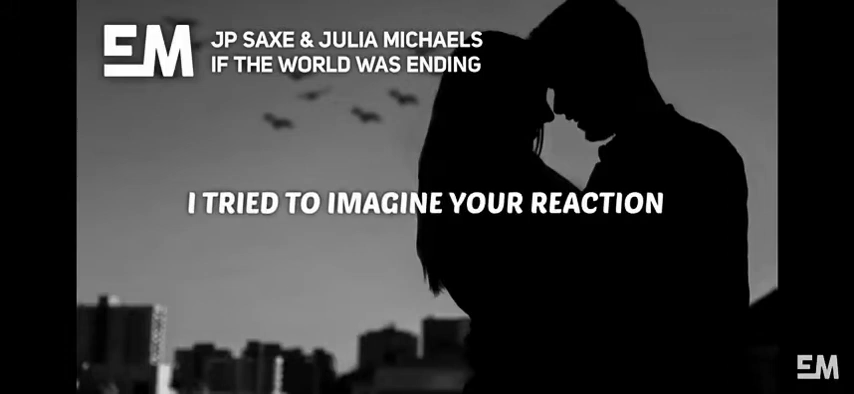 EM
JP SAXE & JULIA MICHAELS
IF THE WORLD WAS ENDING
I TRIED TO IMAGINE YOUR REACTION
EM